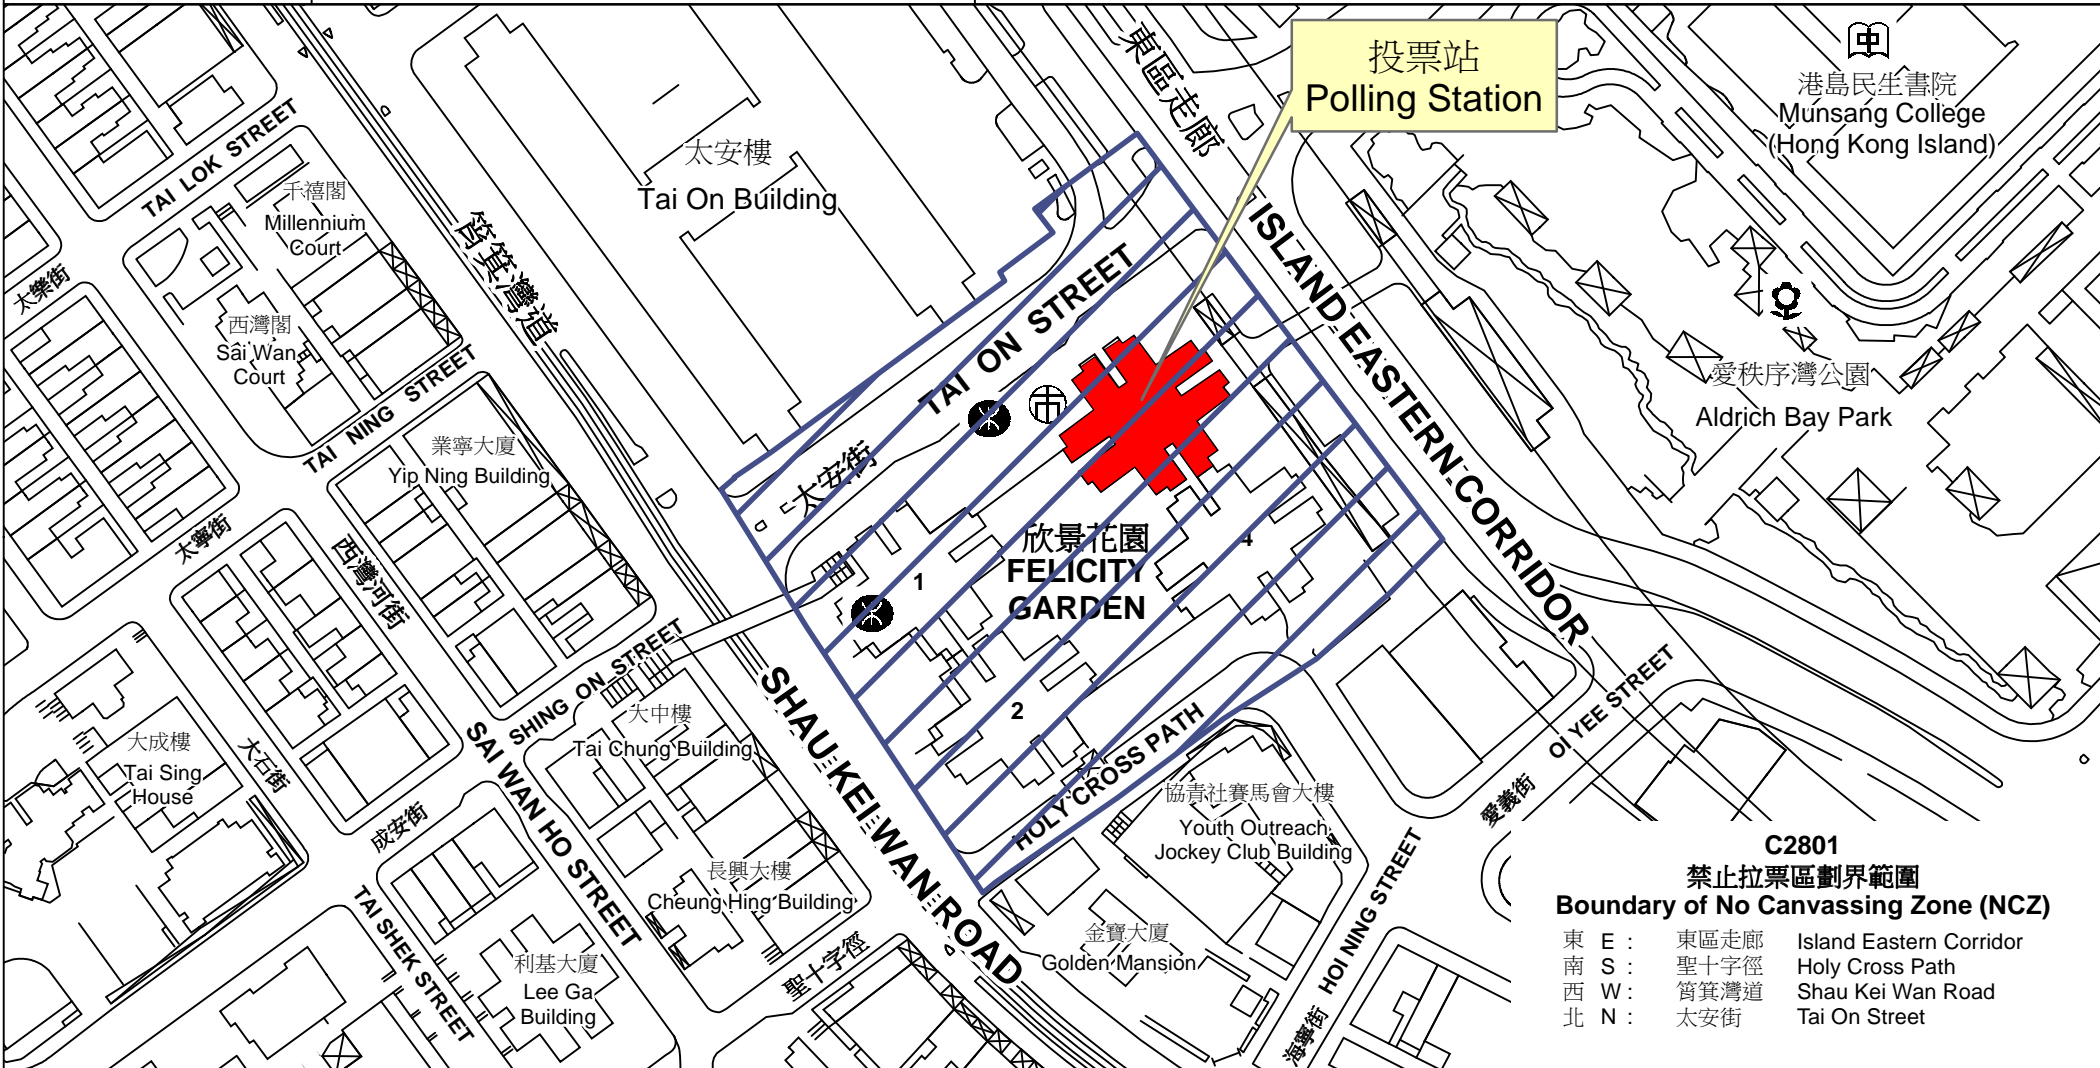 東區走廊
投票站
Polling Station
中
港島民生書院
Munsang College
(Hong Kong Island)
TAI LOK STREET
太安樓
Tai On Building
千禧閣
Millennium
Court
筲箕灣道
ISLAND EASTERN CORRIDOR
太樂街
西灣閣
Sai Wan
Court
TAI ON STREET
市
愛秩序灣公園
Aldrich Bay Park
TAI NING STREET
業寧大廈
Yip Ning Building
太安街
太寧街
西灣河街
欣景花園
FELICITY
GARDEN
1
4
2
SHING ON STREET
SHAU KEI WAN ROAD
HOLY CROSS PATH
OI YEE STREET
愛義街
大成樓
Tai Sing
House
大石街
大中樓
Tai Chung Building
SAI WAN HO STREET
成安街
協青社賽馬會大樓
Youth Outreach
Jockey Club Building
長興大樓
Cheung Hing Building
TAI SHEK STREET
利基大廈
Lee Ga
Building
聖十字徑
金寶大廈
Golden Mansion
HOI NING STREET
海寧街
C2801
禁止拉票區劃界範圍
Boundary of No Canvassing Zone (NCZ)
東 E : 東區走廊 Island Eastern Corridor
南 S : 聖十字徑 Holy Cross Path
西 W : 筲箕灣道 Shau Kei Wan Road
北 N : 太安街 Tai On Street